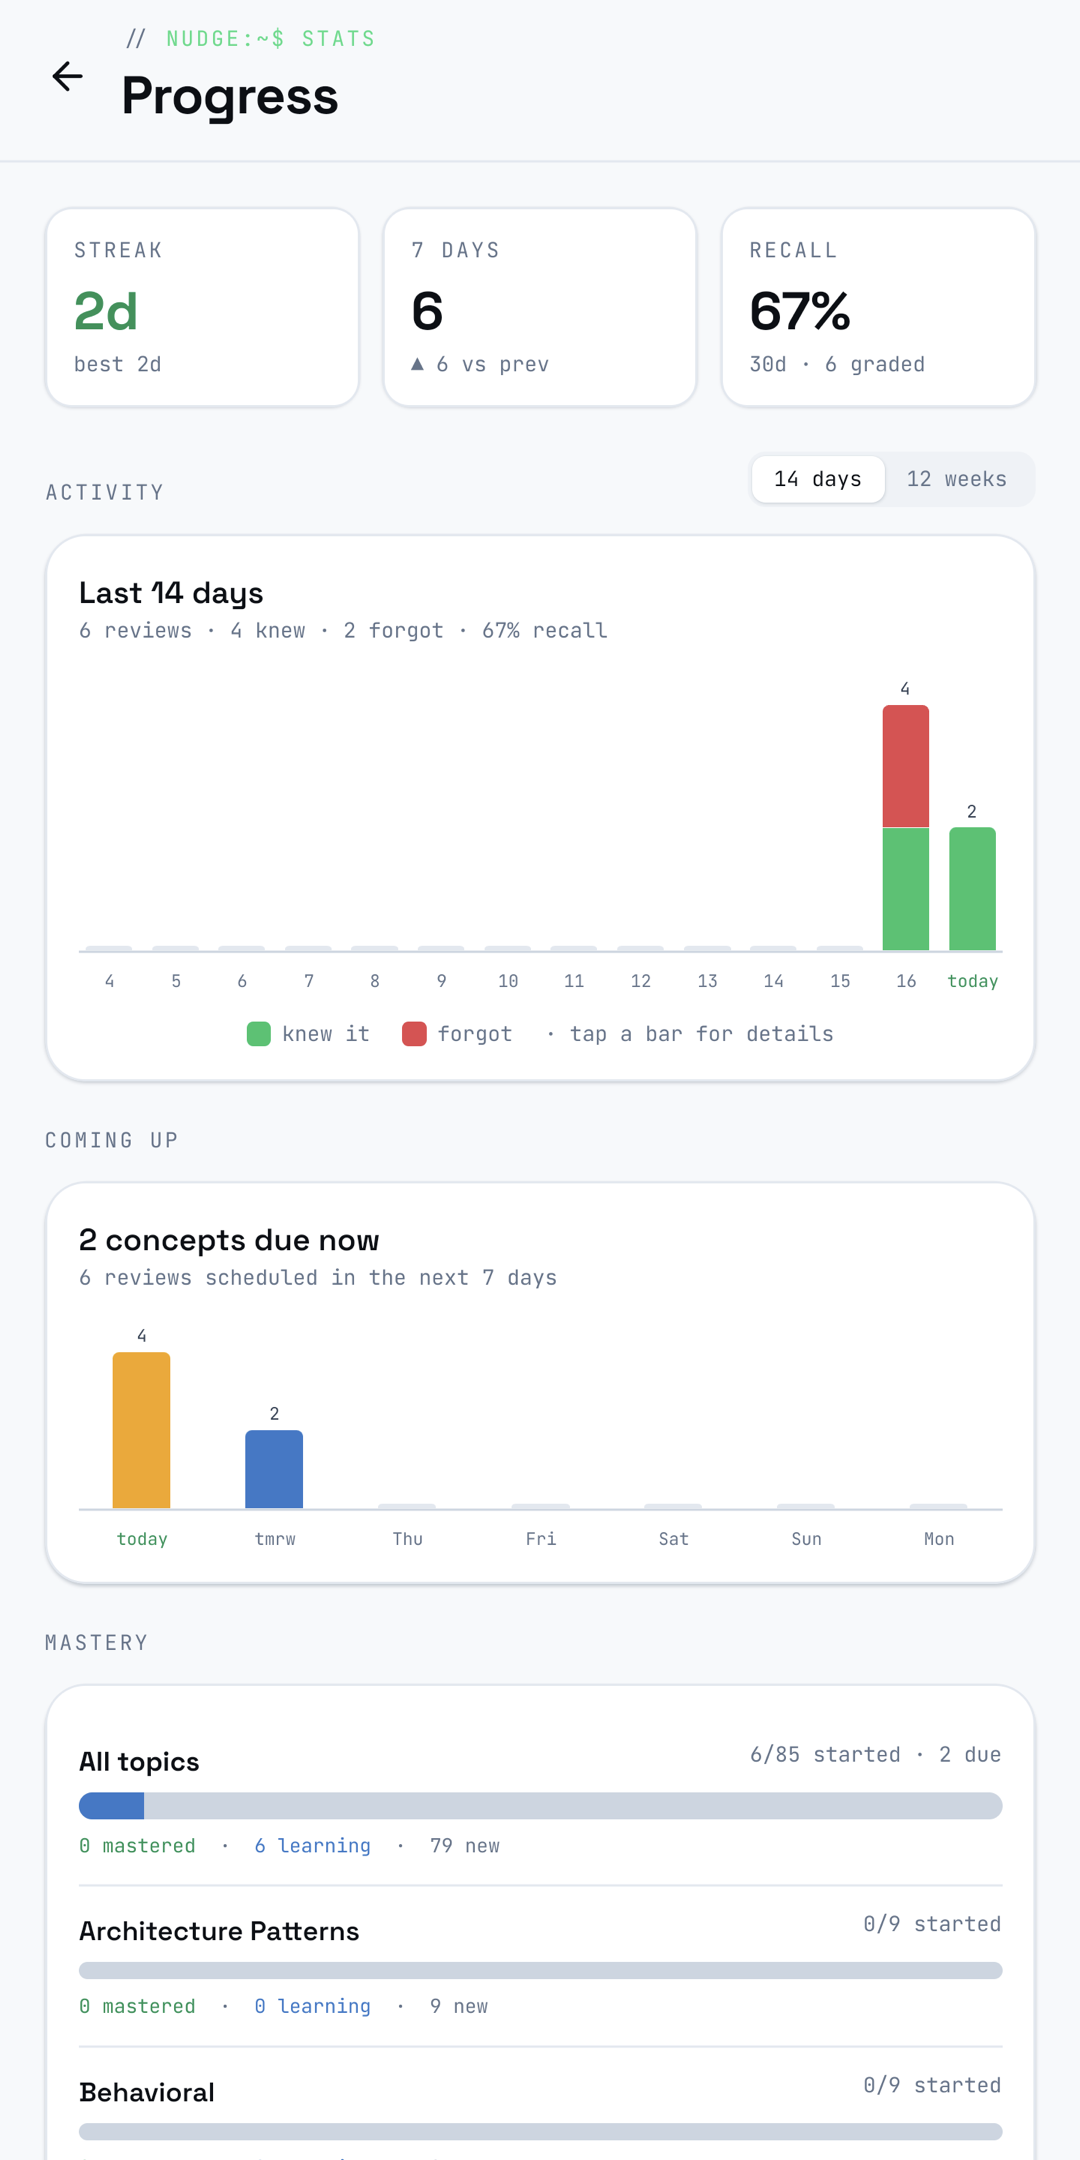 // NUDGE:~$ STATS
Progress
STREAK
2d
best 2d
7 DAYS
6
▲ 6 vs prev
RECALL
67%
30d · 6 graded
ACTIVITY
14 days
12 weeks
Last 14 days
6 reviews · 4 knew · 2 forgot · 67% recall
4
2
4 5 6 7 8 9 10 11 12 13 14 15 16 today
knew it forgot · tap a bar for details
COMING UP
2 concepts due now
6 reviews scheduled in the next 7 days
4
2
today tmrw Thu Fri Sat Sun Mon
MASTERY
All topics 6/85 started · 2 due
0 mastered · 6 learning · 79 new
Architecture Patterns 0/9 started
0 mastered · 0 learning · 9 new
Behavioral 0/9 started